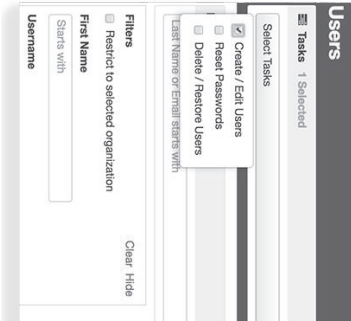 Users
Tasks 1 Selected
Select Tasks
Create / Edit Users
Reset Passwords
Delete / Restore Users
Last Name or Email starts with
Filters
Clear Hide
Restrict to selected organization
First Name
Starts with
Username